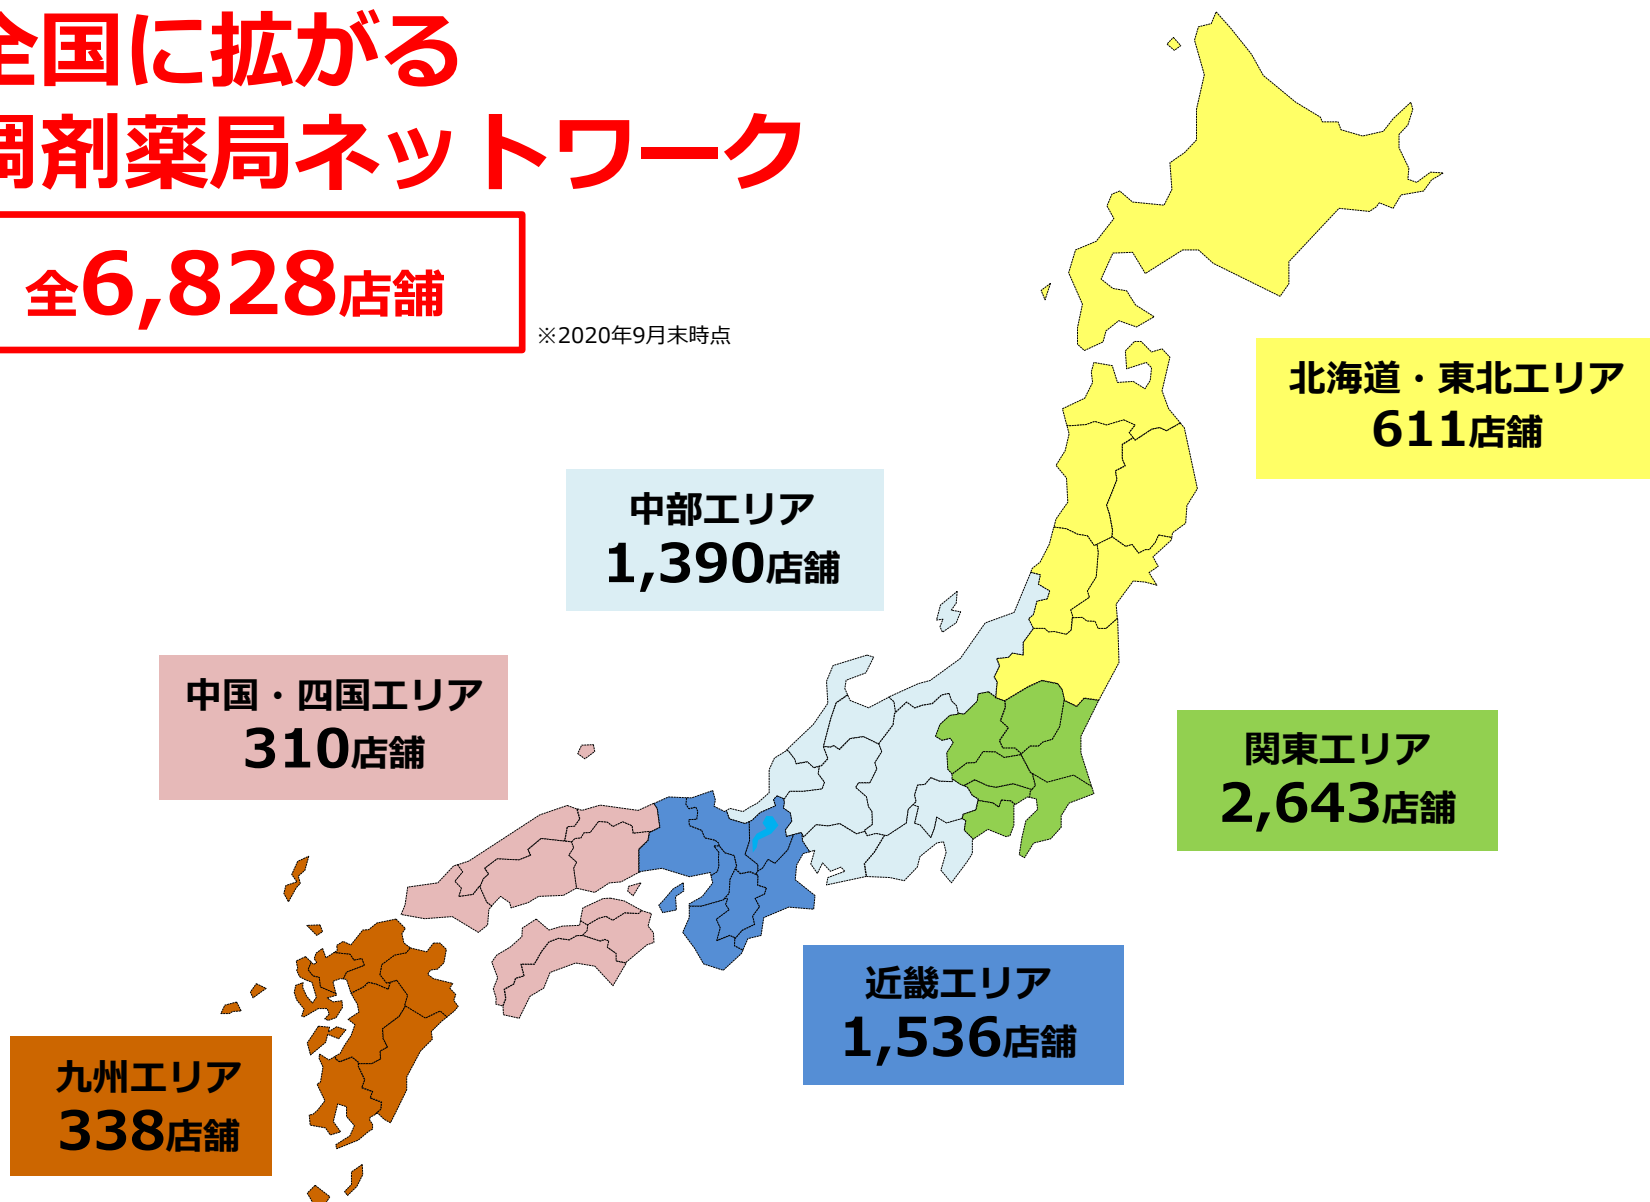 全国に拡がる
調剤薬局ネットワーク
全6,828店舗
※2020年9月末時点
北海道・東北エリア
611店舗
中部エリア
1,390店舗
中国・四国エリア
310店舗
関東エリア
2,643店舗
近畿エリア
1,536店舗
九州エリア
338店舗